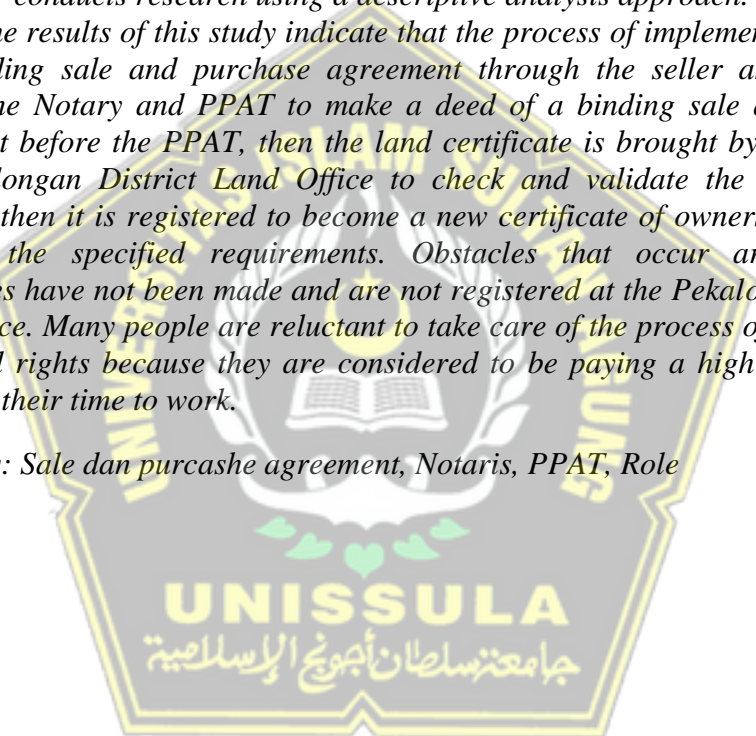 conducts research using a descriptive analysis approach.
he results of this study indicate that the process of implemen
ding sale and purchase agreement through the seller a
he Notary and PPAT to make a deed of a binding sale
t before the PPAT, then the land certificate is brought by
longan District Land Office to check and validate the
then it is registered to become a new certificate of owner
the specified requirements. Obstacles that occur a
es have not been made and are not registered at the Pekalo
ce. Many people are reluctant to take care of the process o
l rights because they are considered to be paying a high
their time to work.
: Sale dan purcashe agreement, Notaris, PPAT, Role
UNIVERSITAS ISLAM SULTAN AGUNG
UNISSULA
جامعتسلطان أجونج الإسلامية